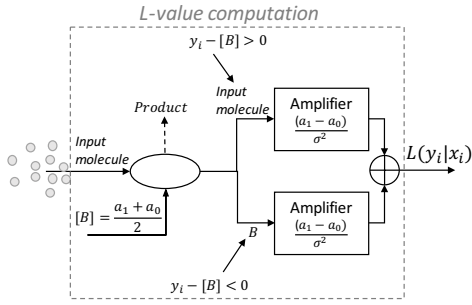 L-value computation
y_i − [B] > 0
Product
Input
molecule
Input
molecule
Amplifier
(a_1 − a_0)
σ^2
L(y_i|x_i)
[B] = (a_1 + a_0)/2
B
Amplifier
(a_1 − a_0)
σ^2
y_i − [B] < 0